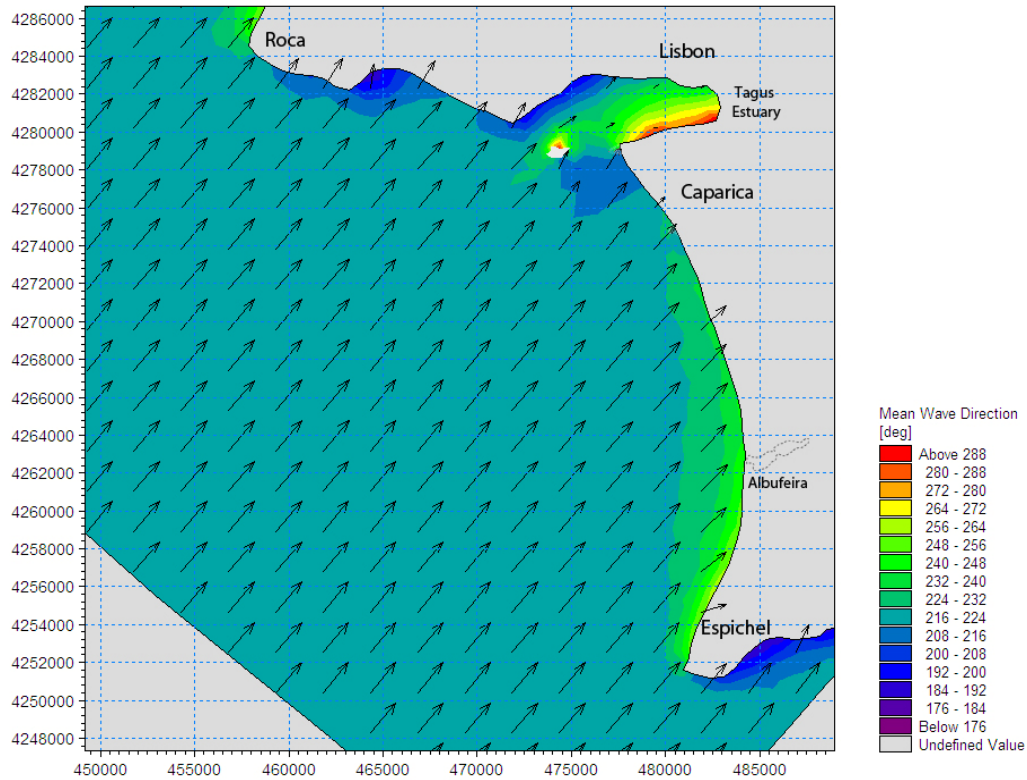 4286000
4284000
4282000
4280000
4278000
4276000
4274000
4272000
4270000
4268000
4266000
4264000
4262000
4260000
4258000
4256000
4254000
4252000
4250000
4248000
Roca
Lisbon
Tagus
Estuary
Caparica
Albufeira
Espichel
450000 455000 460000 465000 470000 475000 480000 485000
Mean Wave Direction
[deg]
Above 288
280 - 288
272 - 280
264 - 272
256 - 264
248 - 256
240 - 248
232 - 240
224 - 232
216 - 224
208 - 216
200 - 208
192 - 200
184 - 192
176 - 184
Below 176
Undefined Value